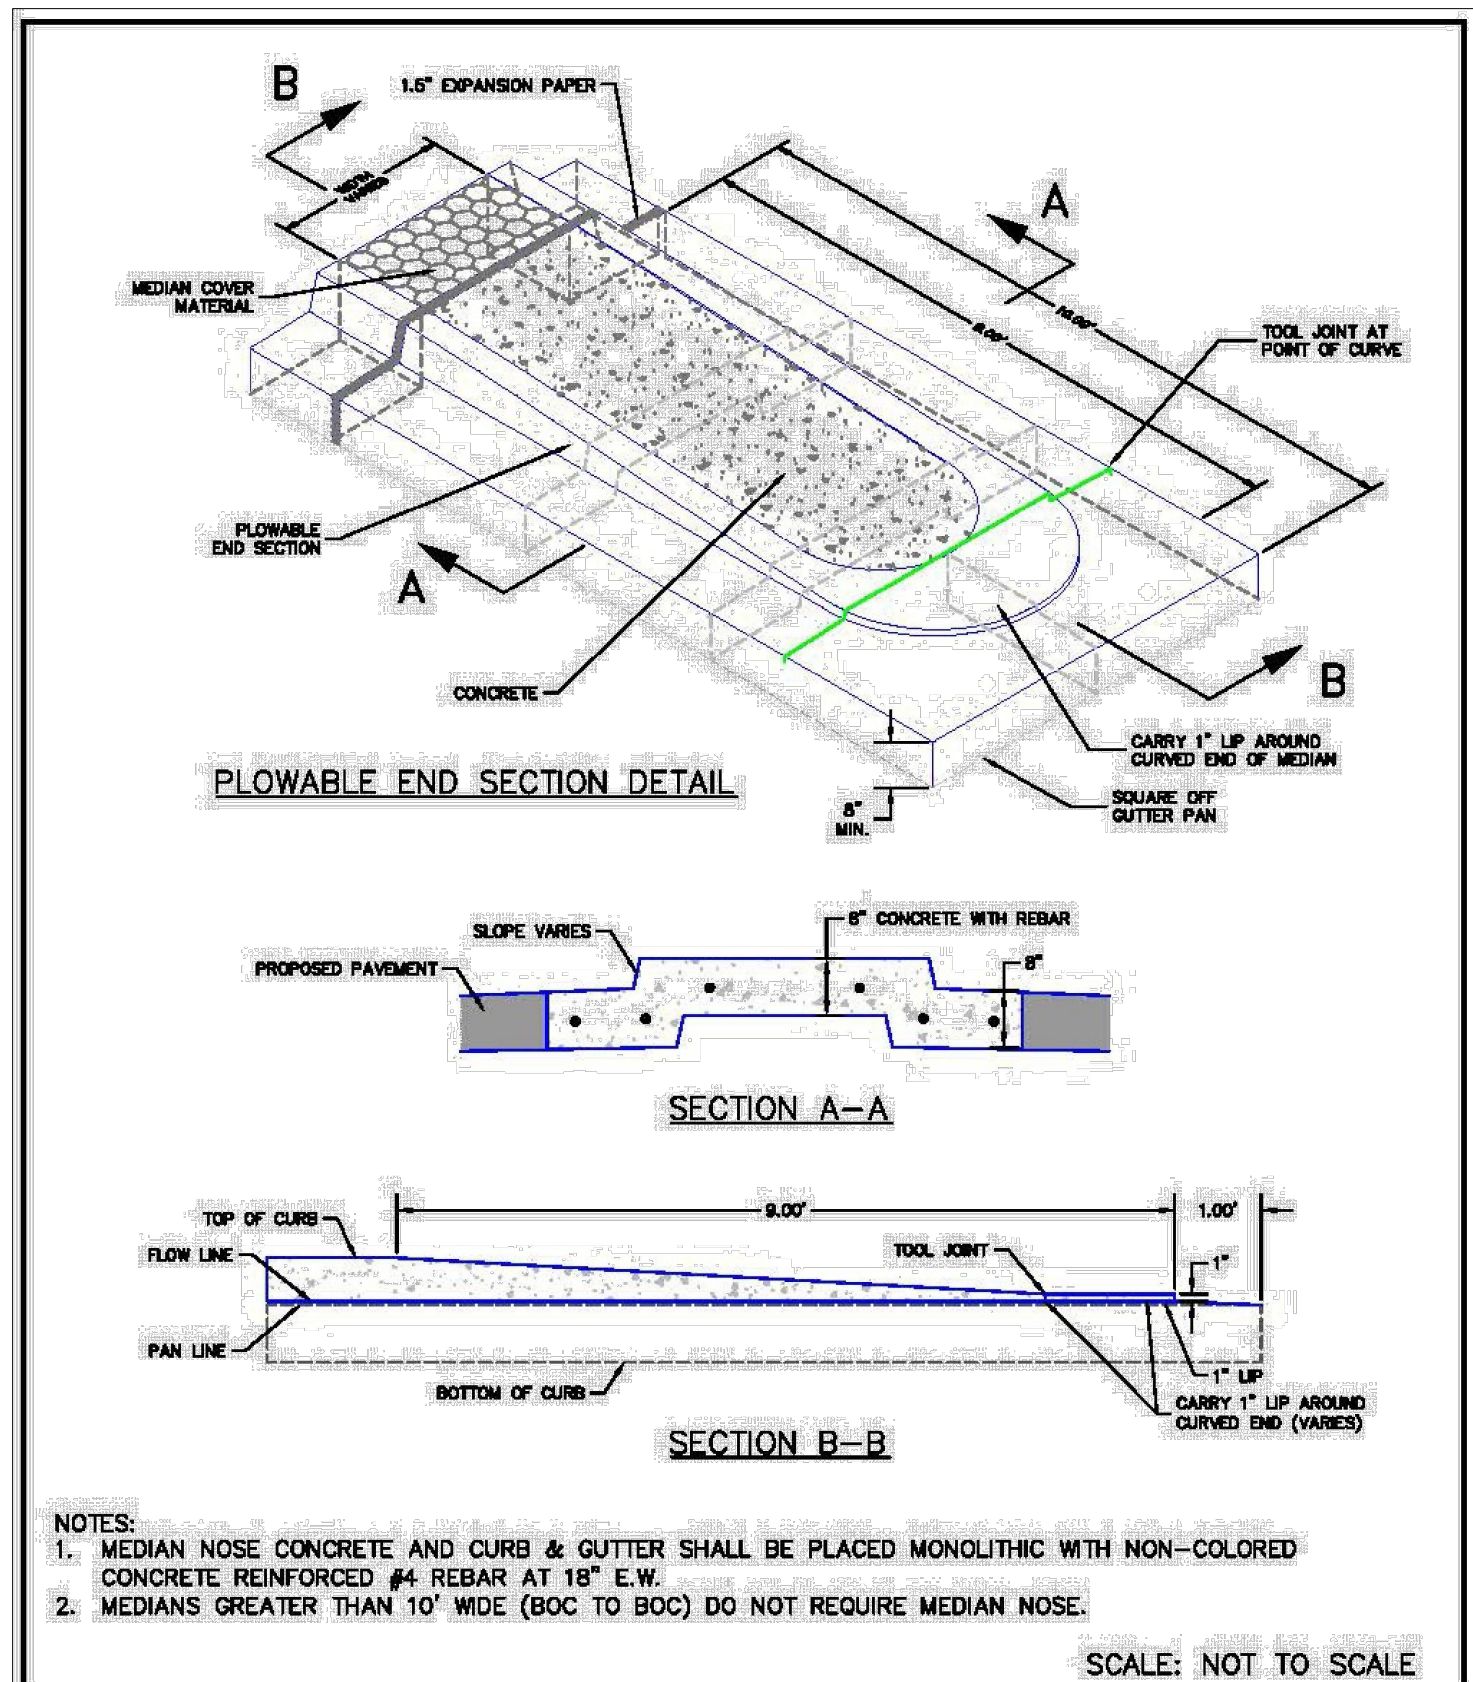 B
1.5" EXPANSION PAPER
WIDTH
VARIES
A
MEDIAN COVER
MATERIAL
10.00'
TOOL JOINT AT
POINT OF CURVE
PLOWABLE
END SECTION
A
B
CONCRETE
CARRY 1" LIP AROUND
CURVED END OF MEDIAN
PLOWABLE END SECTION DETAIL
8"
MIN.
SQUARE OFF
GUTTER PAN
SLOPE VARIES
CONCRETE WITH REBAR
PROPOSED PAVEMENT
8"
SECTION A-A
TOP OF CURB
9.00'
1.00'
FLOW LINE
TOOL JOINT
1"
PAN LINE
BOTTOM OF CURB
1" LIP
CARRY 1" LIP AROUND
CURVED END (VARIES)
SECTION B-B
NOTES:
1. MEDIAN NOSE CONCRETE AND CURB & GUTTER SHALL BE PLACED MONOLITHIC WITH NON-COLORED
CONCRETE REINFORCED #4 REBAR AT 18" E.W.
2. MEDIANS GREATER THAN 10' WIDE (BOC TO BOC) DO NOT REQUIRE MEDIAN NOSE.
SCALE: NOT TO SCALE